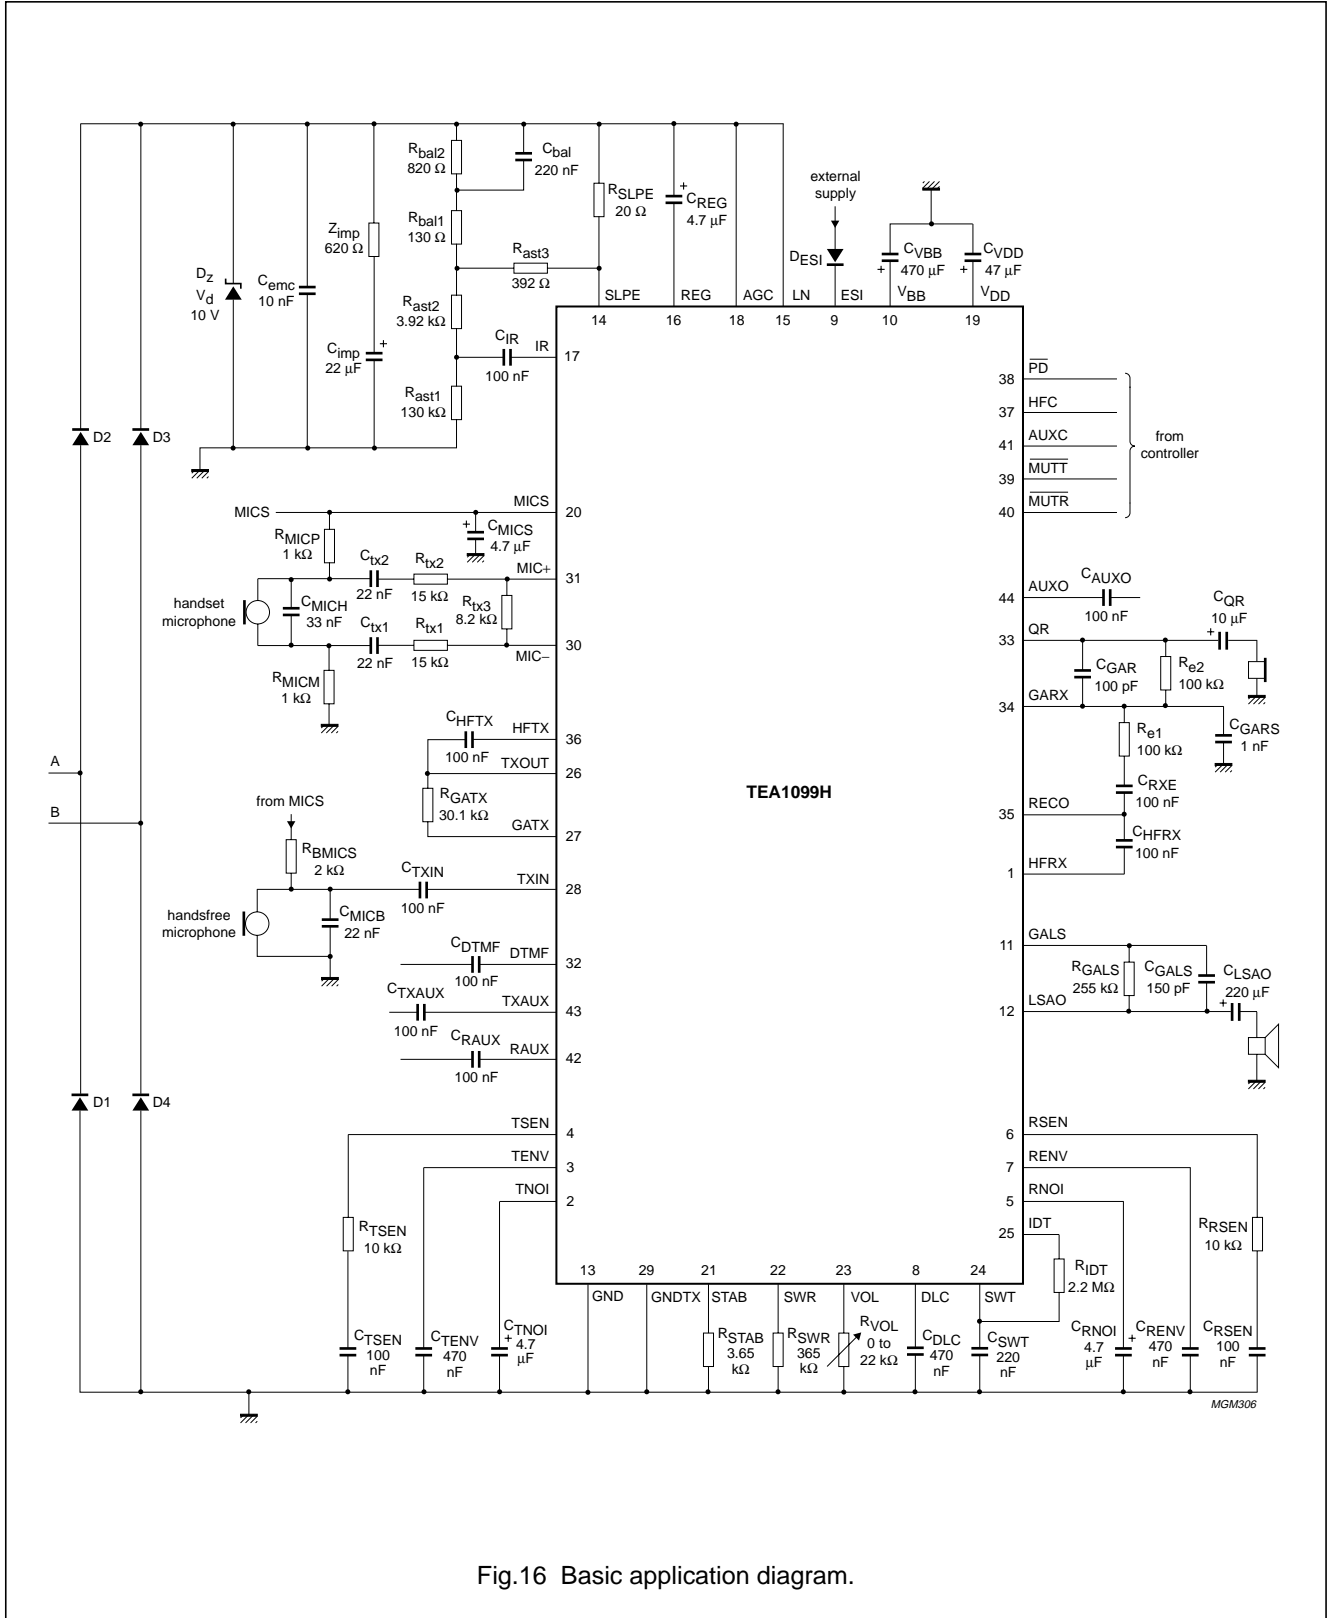 Rbal2
820 Ω
Cbal
220 nF
RSLPE
20 Ω
CREG
4.7 µF
+
external
supply
DESI
CVBB
470 µF
+
CVDD
47 µF
+
Zimp
620 Ω
Rbal1
130 Ω
Rast3
392 Ω
Dz
Vd
10 V
Cemc
10 nF
Cimp
22 µF
+
Rast2
3.92 kΩ
CIR
100 nF
Rast1
130 kΩ
SLPE
REG
AGC
LN
ESI
VBB
VDD
14
16
18
15
9
10
19
IR
17
D2
D3
38
PD
37
HFC
41
AUXC
39
MUTT
40
MUTR
from
controller
MICS
MICS
20
RMICP
1 kΩ
CMICS
4.7 µF
+
Ctx2
22 nF
Rtx2
15 kΩ
MIC+
31
handset
microphone
CMICH
33 nF
Rtx3
8.2 kΩ
Ctx1
22 nF
Rtx1
15 kΩ
MIC−
30
RMICM
1 kΩ
44
AUXO
CAUXO
100 nF
33
QR
CQR
10 µF
+
CGAR
100 pF
Re2
100 kΩ
34
GARX
CGARS
1 nF
Re1
100 kΩ
CRXE
100 nF
35
RECO
CHFRX
100 nF
1
HFRX
CHFTX
100 nF
HFTX
36
A
TXOUT
26
TEA1099H
RGATX
30.1 kΩ
B
from MICS
GATX
27
RBMICS
2 kΩ
CTXIN
100 nF
TXIN
28
handsfree
microphone
CMICB
22 nF
CDTMF
100 nF
DTMF
32
CTXAUX
100 nF
TXAUX
43
CRAUX
100 nF
RAUX
42
11
GALS
RGALS
255 kΩ
CGALS
150 pF
CLSAO
220 µF
+
12
LSAO
D1
D4
TSEN
4
TENV
3
TNOI
2
6
RSEN
7
RENV
5
RNOI
25
IDT
RTSEN
10 kΩ
RRSEN
10 kΩ
RIDT
2.2 MΩ
13
29
21
22
23
8
24
GND
GNDTX
STAB
SWR
VOL
DLC
SWT
CTSEN
100
nF
CTENV
470
nF
CTNOI
+
4.7
µF
RSTAB
3.65
kΩ
RSWR
365
kΩ
RVOL
0 to
22 kΩ
CDLC
470
nF
CSWT
220
nF
CRNOI
4.7
µF
+
CRENV
470
nF
CRSEN
100
nF
MGM306
Fig.16 Basic application diagram.